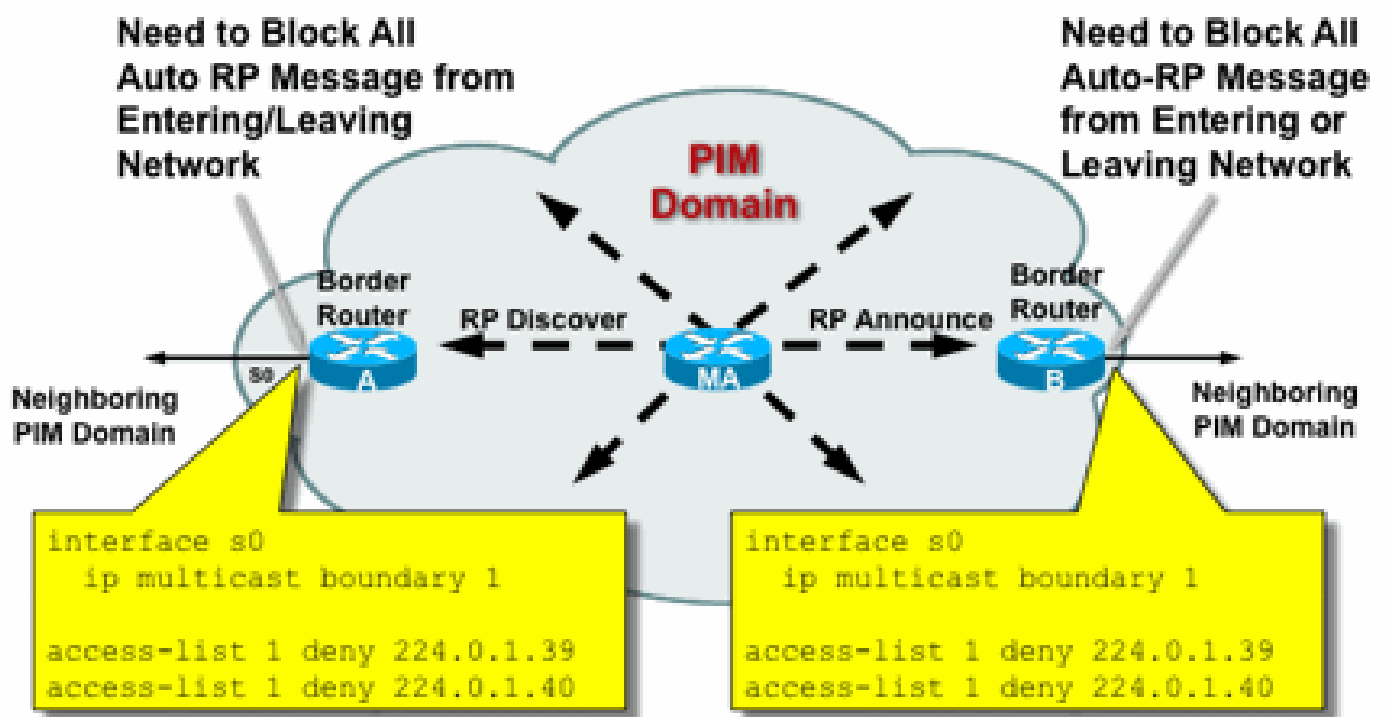 Need to Block All
Auto RP Message from
Entering/Leaving
Network
Need to Block All
Auto-RP Message
from Entering or
Leaving Network
PIM
Domain
Border
Router
RP Discover
RP Announce
Border
Router
S0
A
MA
B
Neighboring
PIM Domain
Neighboring
PIM Domain
interface s0
ip multicast boundary 1
access-list 1 deny 224.0.1.39
access-list 1 deny 224.0.1.40
interface s0
ip multicast boundary 1
access-list 1 deny 224.0.1.39
access-list 1 deny 224.0.1.40